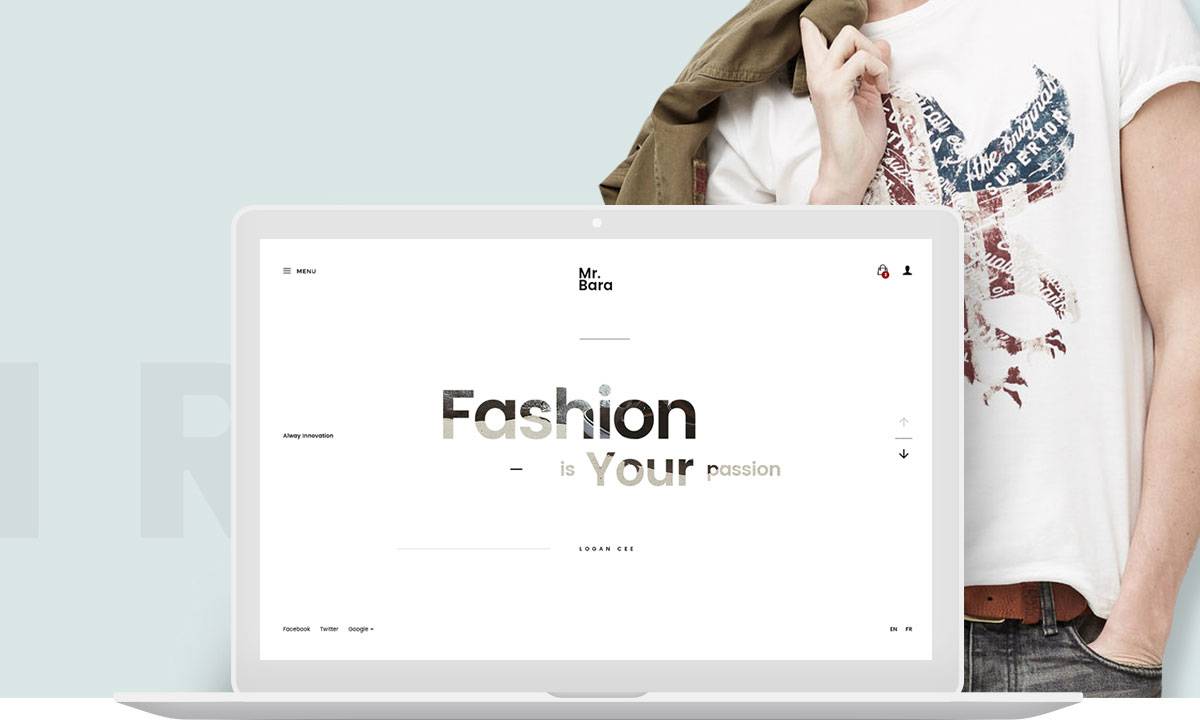 the original
SUPERIOR
MENU
Mr.
Bara
Alway Innovation
Fashion
is Your passion
LOGAN CEE
Facebook Twitter Google +
EN FR